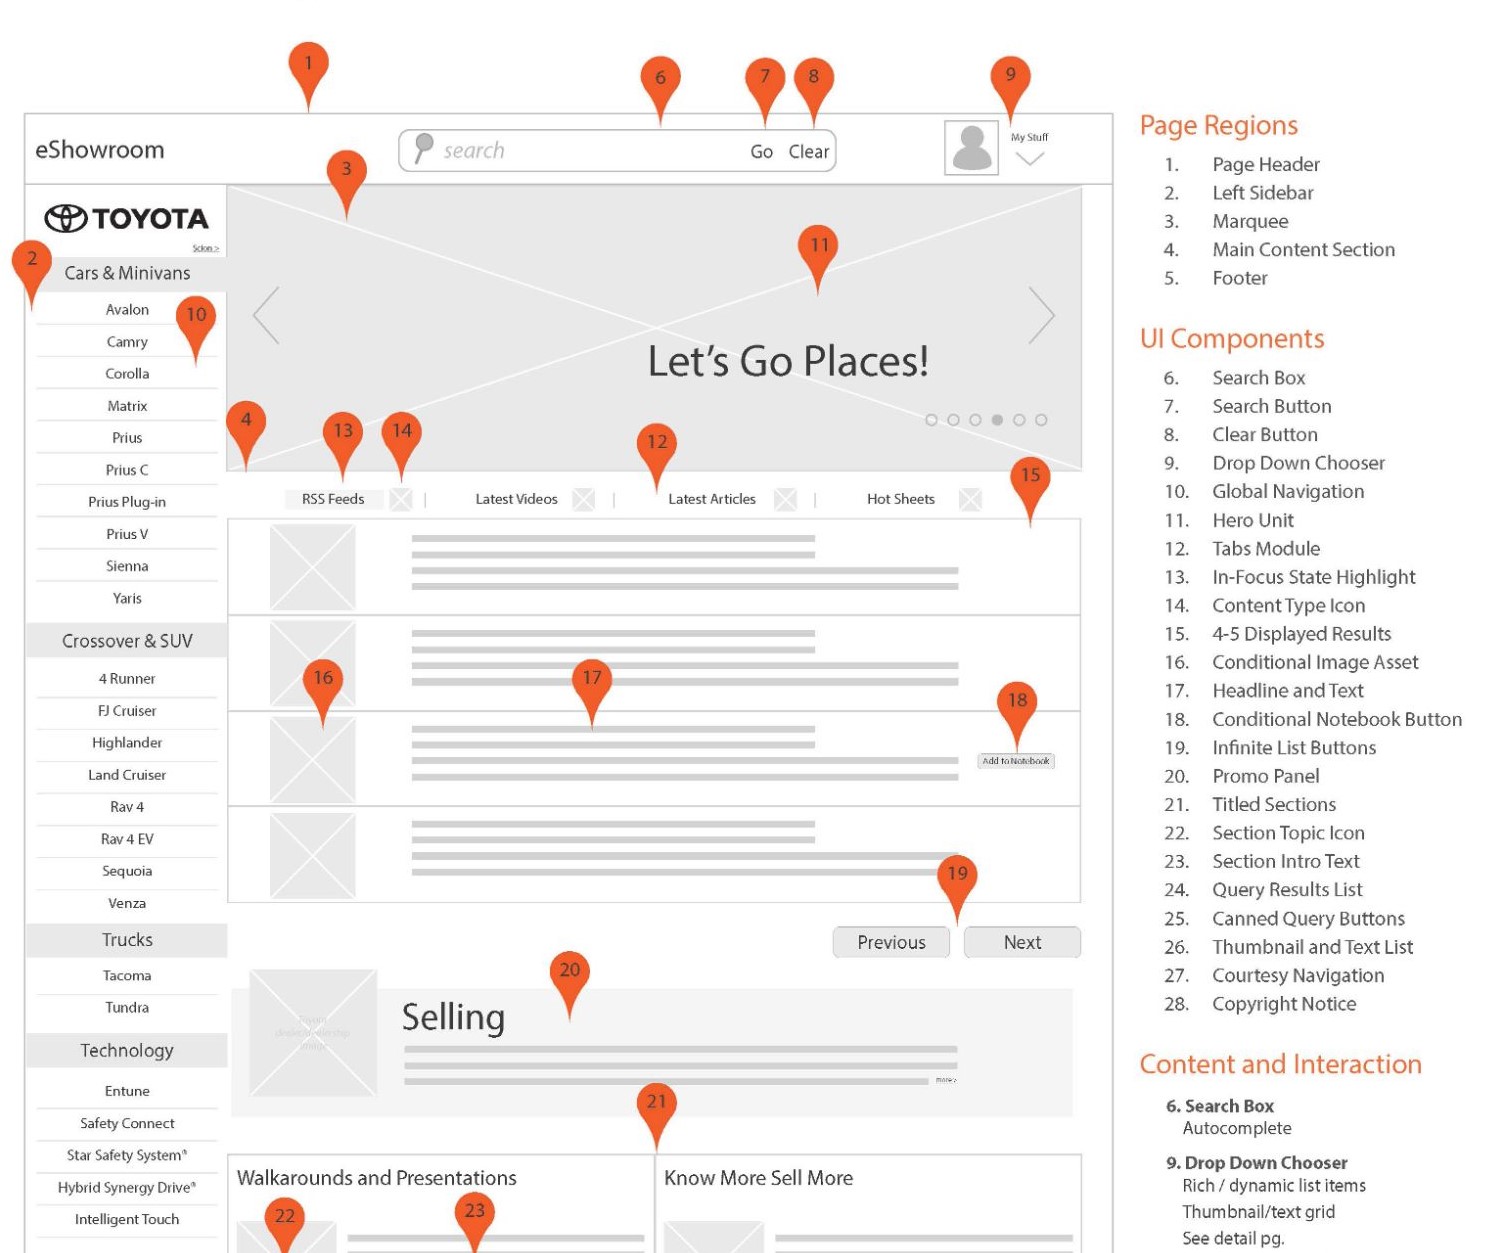 1
6
7
8
9
eShowroom
search
Go
Clear
My Stuff
3
TOYOTA
Scion >
2
Cars & Minivans
Avalon
10
Camry
Corolla
Matrix
Prius
Prius C
Prius Plug-in
Prius V
Sienna
Yaris
Crossover & SUV
4 Runner
FJ Cruiser
Highlander
Land Cruiser
Rav 4
Rav 4 EV
Sequoia
Venza
Trucks
Tacoma
Tundra
Technology
Entune
Safety Connect
Star Safety System®
Hybrid Synergy Drive®
Intelligent Touch
11
Let's Go Places!
4
13
14
12
15
RSS Feeds
Latest Videos
Latest Articles
Hot Sheets
16
17
18
Add to Notebook
19
Previous
Next
20
Selling
more >
21
Walkarounds and Presentations
Know More Sell More
22
23
Page Regions
1. Page Header
2. Left Sidebar
3. Marquee
4. Main Content Section
5. Footer
UI Components
6. Search Box
7. Search Button
8. Clear Button
9. Drop Down Chooser
10. Global Navigation
11. Hero Unit
12. Tabs Module
13. In-Focus State Highlight
14. Content Type Icon
15. 4-5 Displayed Results
16. Conditional Image Asset
17. Headline and Text
18. Conditional Notebook Button
19. Infinite List Buttons
20. Promo Panel
21. Titled Sections
22. Section Topic Icon
23. Section Intro Text
24. Query Results List
25. Canned Query Buttons
26. Thumbnail and Text List
27. Courtesy Navigation
28. Copyright Notice
Content and Interaction
6. Search Box
Autocomplete
9. Drop Down Chooser
Rich / dynamic list items
Thumbnail/text grid
See detail pg.